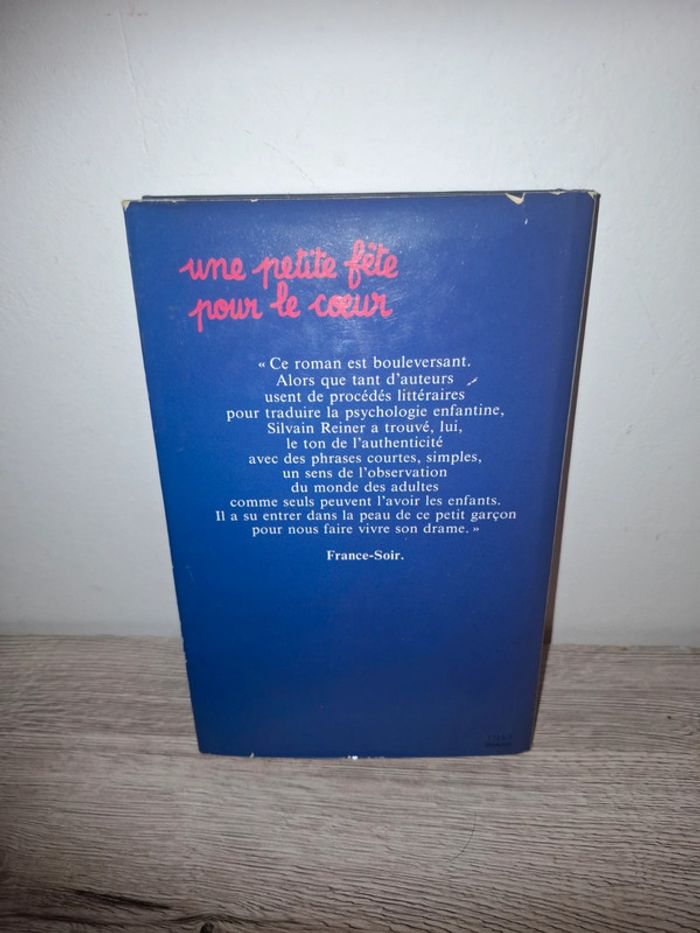 une petite fête
pour le cœur
« Ce roman est bouleversant.
Alors que tant d'auteurs
usent de procédés littéraires
pour traduire la psychologie enfantine,
Silvain Reiner a trouvé, lui,
le ton de l'authenticité
avec des phrases courtes, simples,
un sens de l'observation
du monde des adultes
comme seuls peuvent l'avoir les enfants.
Il a su entrer dans la peau de ce petit garçon
pour nous faire vivre son drame. »
France-Soir.